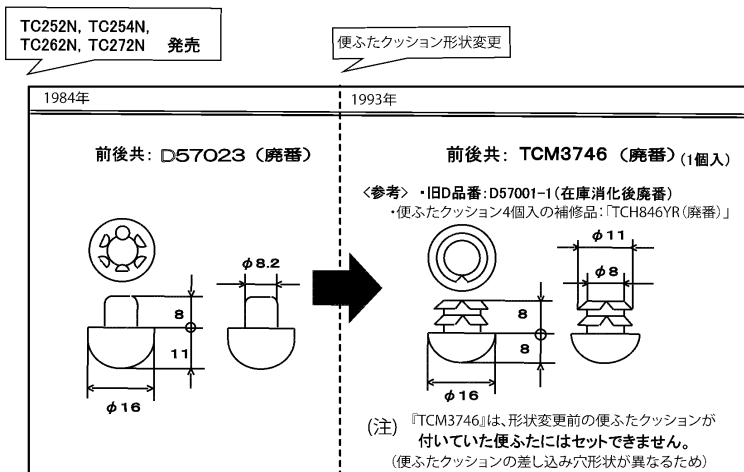 TC252N, TC254N,
TC262N, TC272N　発売
便ふたクッション形状変更
1984年
1993年
前後共: D57023（廃番）
前後共: TCM3746（廃番）(1個入)
<参考> ・旧D品番：D57001-1（在庫消化後廃番）
・便ふたクッション4個入の補修品：「TCH846YR（廃番）」
φ8.2
8
11
φ16
φ11
φ8
8
8
φ16
(注) 『TCM3746』は、形状変更前の便ふたクッションが
付いていた便ふたにはセットできません。
（便ふたクッションの差し込み穴形状が異なるため）